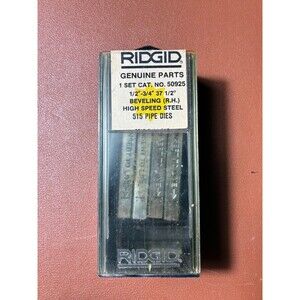 RIDGID
GENUINE PARTS
1 SET CAT. NO. 50925
1/2"-3/4" 37 1/2°
BEVELING (R.H.)
HIGH SPEED STEEL
515 PIPE DIES
RIDGID